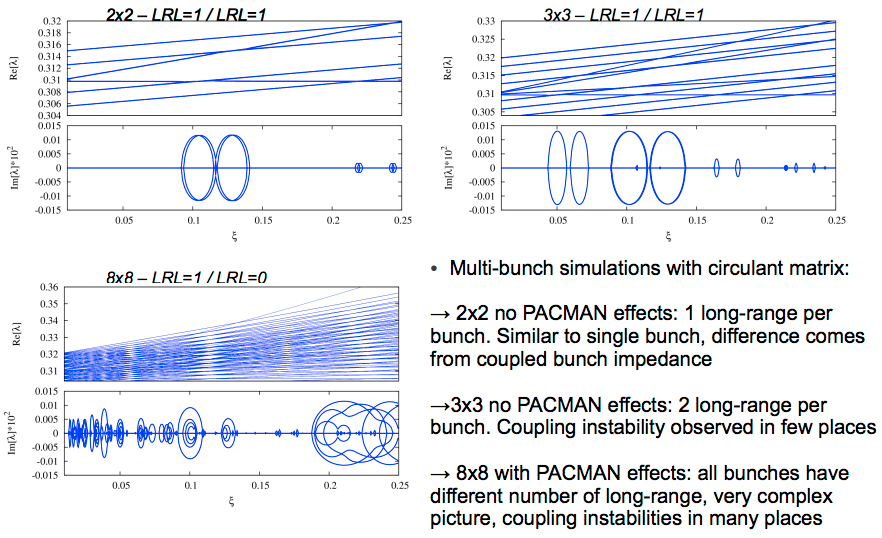 2x2 – LRL=1 / LRL=1
0.32
0.318
0.316
0.314
0.312
0.31
0.308
0.306
0.304
Re[λ]
0.015
0.01
0.005
0
-0.005
-0.01
-0.015
Im[λ]*10²
0.05
0.1
0.15
0.2
0.25
ξ
3x3 – LRL=1 / LRL=1
0.33
0.325
0.32
0.315
0.31
0.305
Re[λ]
0.015
0.01
0.005
0
-0.005
-0.01
-0.015
Im[λ]*10²
0.05
0.1
0.15
0.2
0.25
ξ
8x8 – LRL=1 / LRL=0
0.36
0.35
0.34
0.33
0.32
0.31
Re[λ]
0.015
0.01
0.005
0
-0.005
-0.01
-0.015
Im[λ]*10²
0.05
0.1
0.15
0.2
0.25
ξ
• Multi-bunch simulations with circulant matrix:
→ 2x2 no PACMAN effects: 1 long-range per
bunch. Similar to single bunch, difference comes
from coupled bunch impedance
→3x3 no PACMAN effects: 2 long-range per
bunch. Coupling instability observed in few places
→ 8x8 with PACMAN effects: all bunches have
different number of long-range, very complex
picture, coupling instabilities in many places